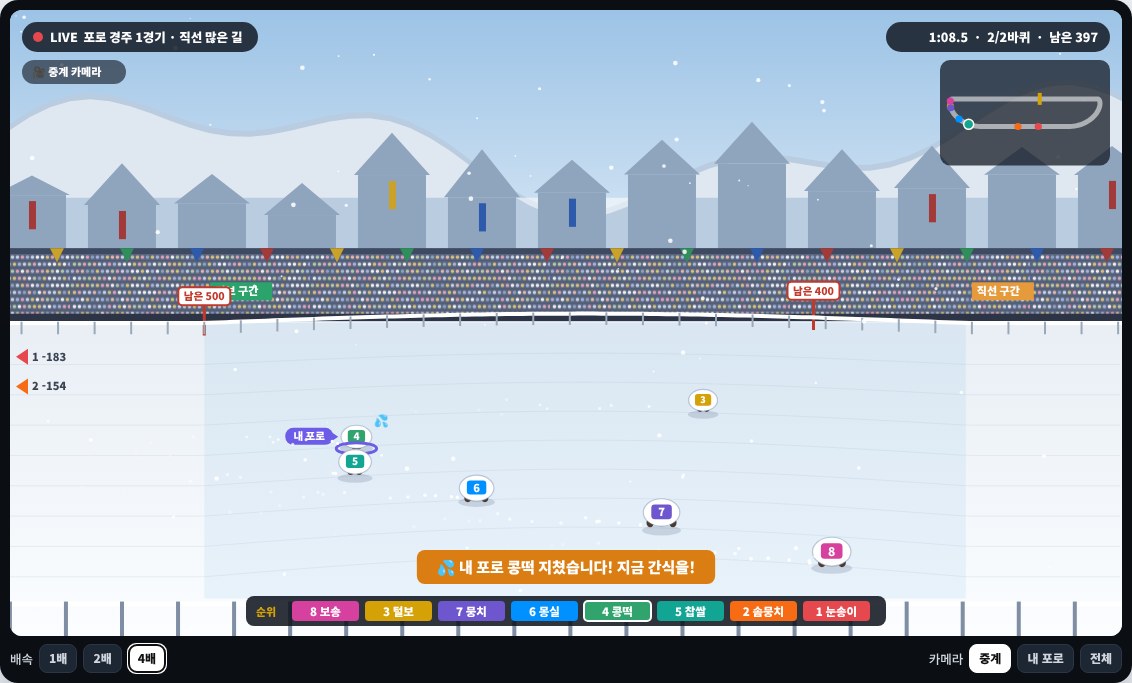 LIVE 포로 경주 1경기 · 직선 많은 길
1:08.5 · 2/2바퀴 · 남은 397
중계 카메라
남은 500
구간
남은 400
직선 구간
1 -183
2 -154
3
내 포로
4
5
6
7
8
💦 내 포로 콩떡 지쳤습니다! 지금 간식을!
순위 8 보송 3 털보 7 뭉치 6 몽실 4 콩떡 5 찹쌀 2 솜뭉치 1 눈송이
배속 1배 2배 4배
카메라 중계 내 포로 전체